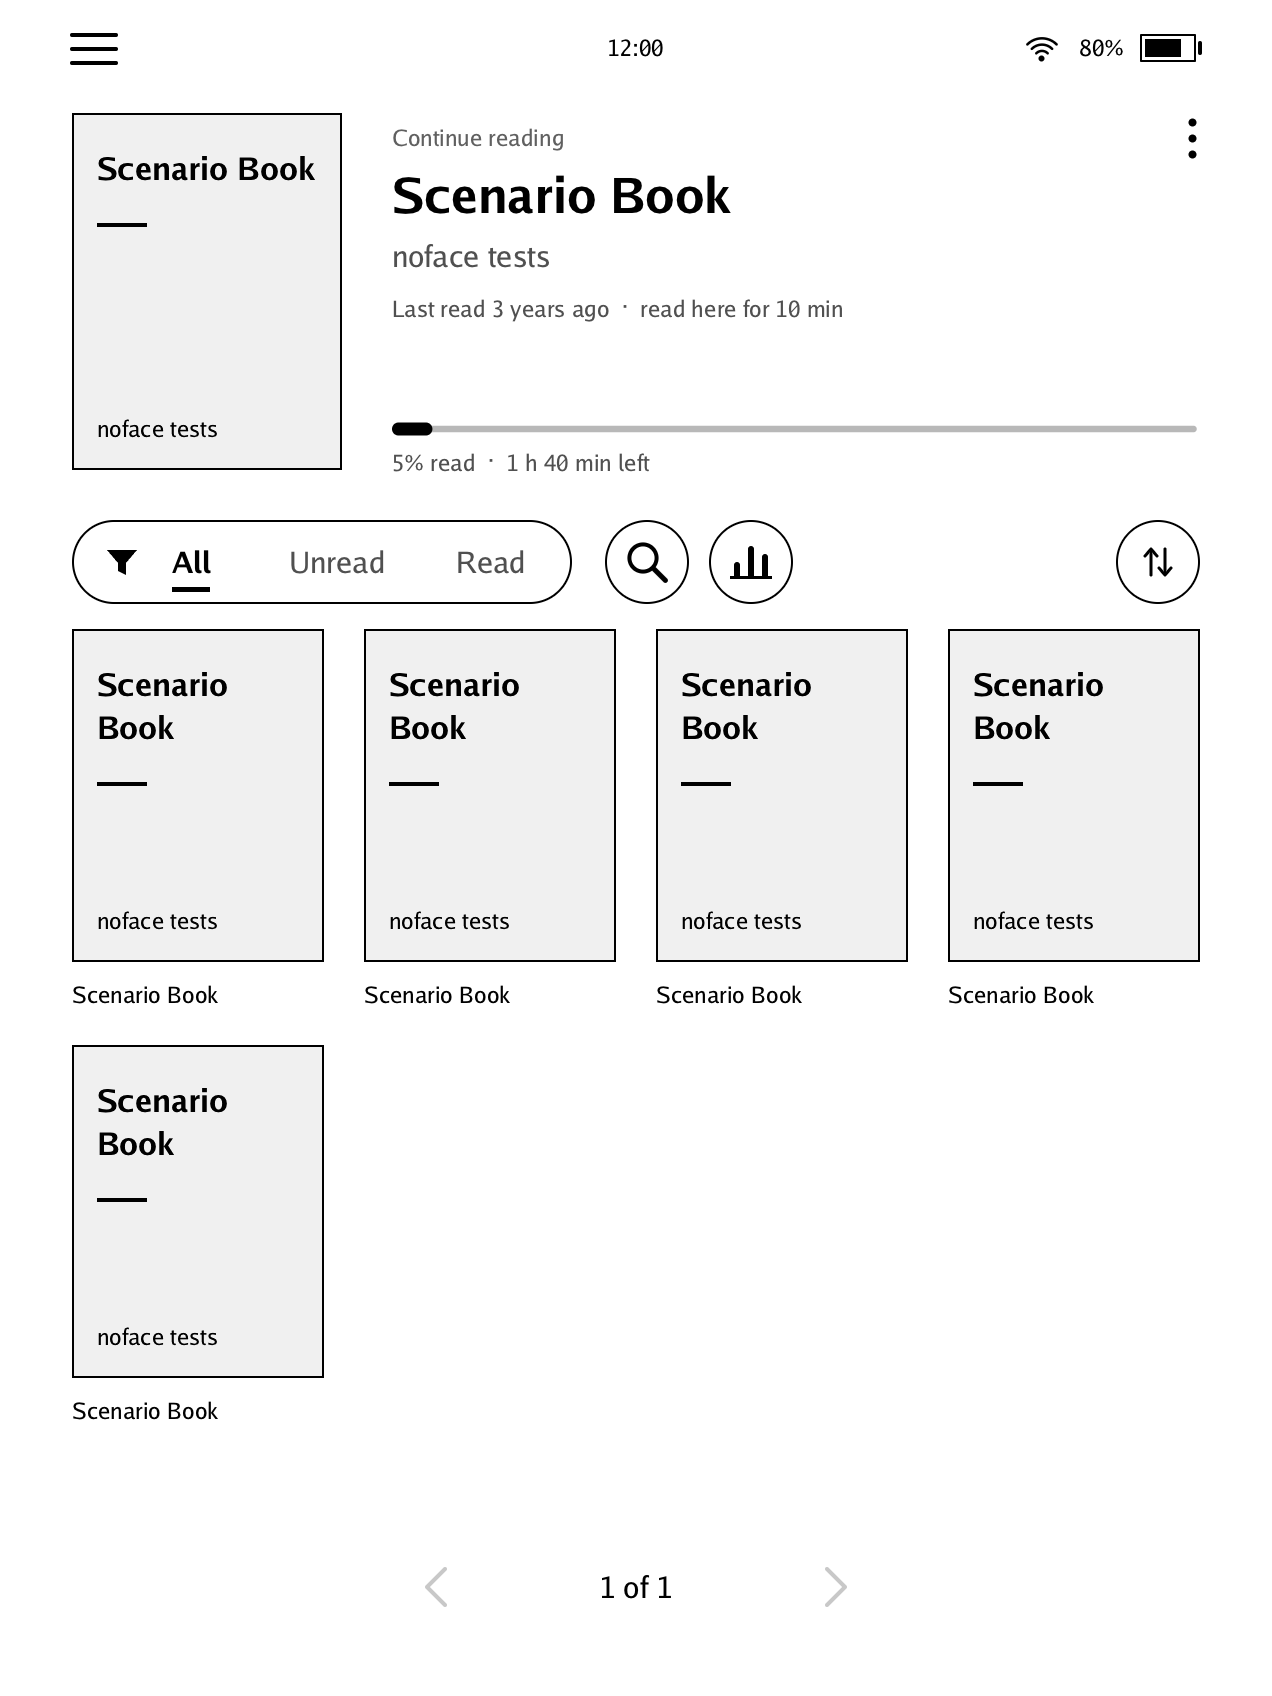 12:00
80%
Scenario Book
noface tests
Continue reading
Scenario Book
noface tests
Last read 3 years ago · read here for 10 min
5% read · 1 h 40 min left
All Unread Read
Scenario
Book
noface tests
Scenario Book
Scenario
Book
noface tests
Scenario Book
Scenario
Book
noface tests
Scenario Book
Scenario
Book
noface tests
Scenario Book
Scenario
Book
noface tests
Scenario Book
1 of 1